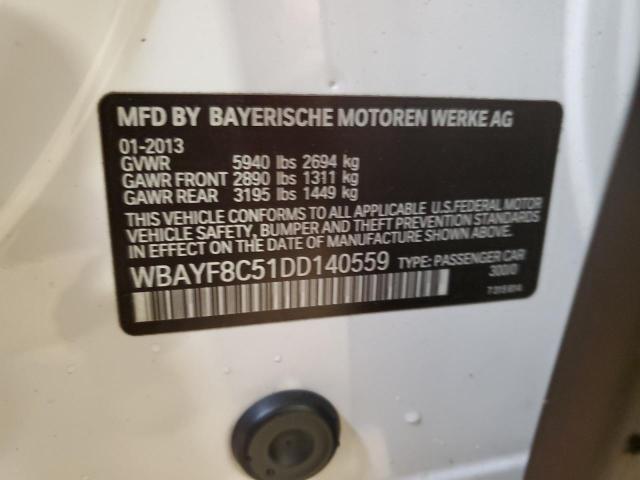 MFD BY BAYERISCHE MOTOREN WERKE AG
01-2013
GVWR 5940 lbs 2694 kg
GAWR FRONT 2890 lbs 1311 kg
GAWR REAR 3195 lbs 1449 kg
THIS VEHICLE CONFORMS TO ALL APPLICABLE U.S. FEDERAL MOTOR
VEHICLE SAFETY, BUMPER AND THEFT PREVENTION STANDARDS
IN EFFECT ON THE DATE OF MANUFACTURE SHOWN ABOVE.
WBAYF8C51DD140559 TYPE: PASSENGER CAR
300/0